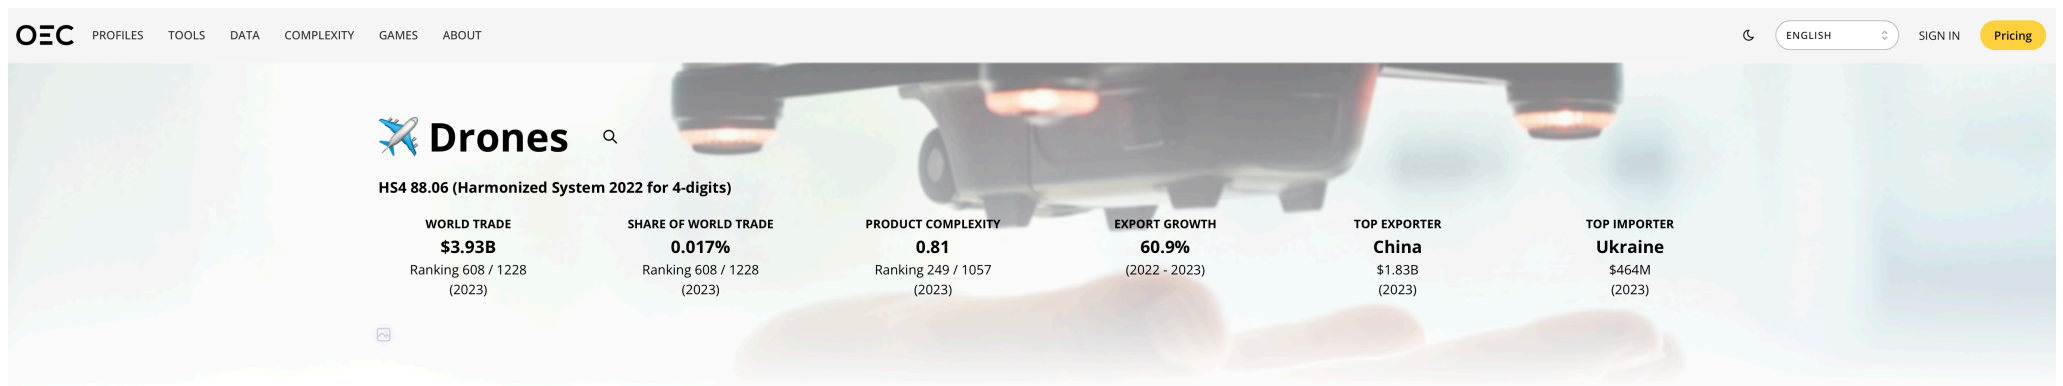 OEC PROFILES TOOLS DATA COMPLEXITY GAMES ABOUT ENGLISH SIGN IN Pricing
Drones
HS4 88.06 (Harmonized System 2022 for 4-digits)
WORLD TRADE SHARE OF WORLD TRADE PRODUCT COMPLEXITY EXPORT GROWTH TOP EXPORTER TOP IMPORTER
$3.93B 0.017% 0.81 60.9% China Ukraine
Ranking 608 / 1228 Ranking 608 / 1228 Ranking 249 / 1057 (2022 - 2023) $1.83B $464M
(2023) (2023) (2023) (2023) (2023)